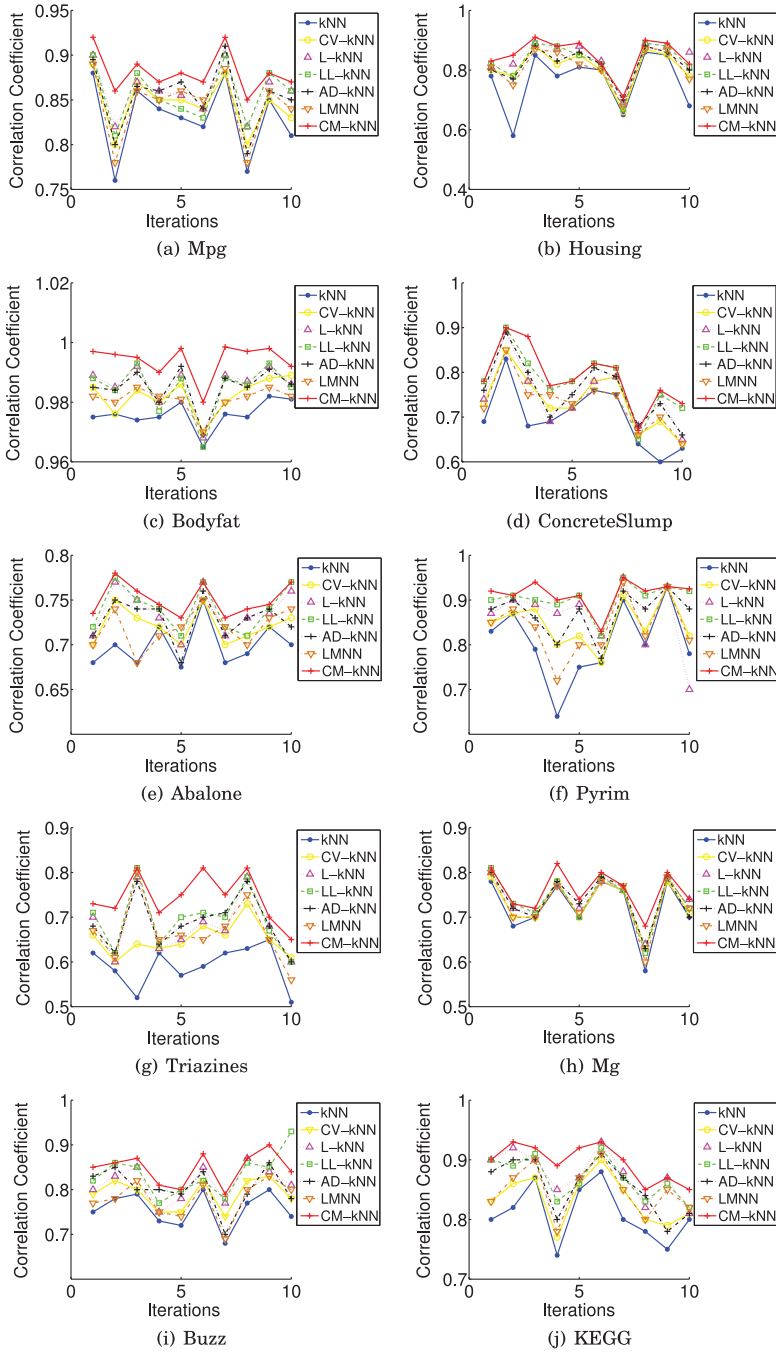 Correlation Coefficient
0.95
0.9
0.85
0.8
0.75
0
5
10
Iterations
kNN
CV–kNN
L–kNN
LL–kNN
AD–kNN
LMNN
CM–kNN
(a) Mpg
Correlation Coefficient
1
0.8
0.6
0.4
0
5
10
Iterations
kNN
CV–kNN
L–kNN
LL–kNN
AD–kNN
LMNN
CM–kNN
(b) Housing
Correlation Coefficient
1.02
1
0.98
0.96
0
5
10
Iterations
kNN
CV–kNN
L–kNN
LL–kNN
AD–kNN
LMNN
CM–kNN
(c) Bodyfat
Correlation Coefficient
1
0.9
0.8
0.7
0.6
0
5
10
Iterations
kNN
CV–kNN
L–kNN
LL–kNN
AD–kNN
LMNN
CM–kNN
(d) ConcreteSlump
Correlation Coefficient
0.8
0.75
0.7
0.65
0
5
10
Iterations
kNN
CV–kNN
L–kNN
LL–kNN
AD–kNN
LMNN
CM–kNN
(e) Abalone
Correlation Coefficient
1
0.9
0.8
0.7
0
5
10
Iterations
kNN
CV–kNN
L–kNN
LL–kNN
AD–kNN
LMNN
CM–kNN
(f) Pyrim
Correlation Coefficient
0.9
0.8
0.7
0.6
0.5
0
5
10
Iterations
kNN
CV–kNN
L–kNN
LL–kNN
AD–kNN
LMNN
CM–kNN
(g) Triazines
Correlation Coefficient
0.9
0.8
0.7
0.6
0.5
0
5
10
Iterations
kNN
CV–kNN
L–kNN
LL–kNN
AD–kNN
LMNN
CM–kNN
(h) Mg
Correlation Coefficient
1
0.9
0.8
0.7
0
5
10
Iterations
kNN
CV–kNN
L–kNN
LL–kNN
AD–kNN
LMNN
CM–kNN
(i) Buzz
Correlation Coefficient
1
0.9
0.8
0.7
0
5
10
Iterations
kNN
CV–kNN
L–kNN
LL–kNN
AD–kNN
LMNN
CM–kNN
(j) KEGG